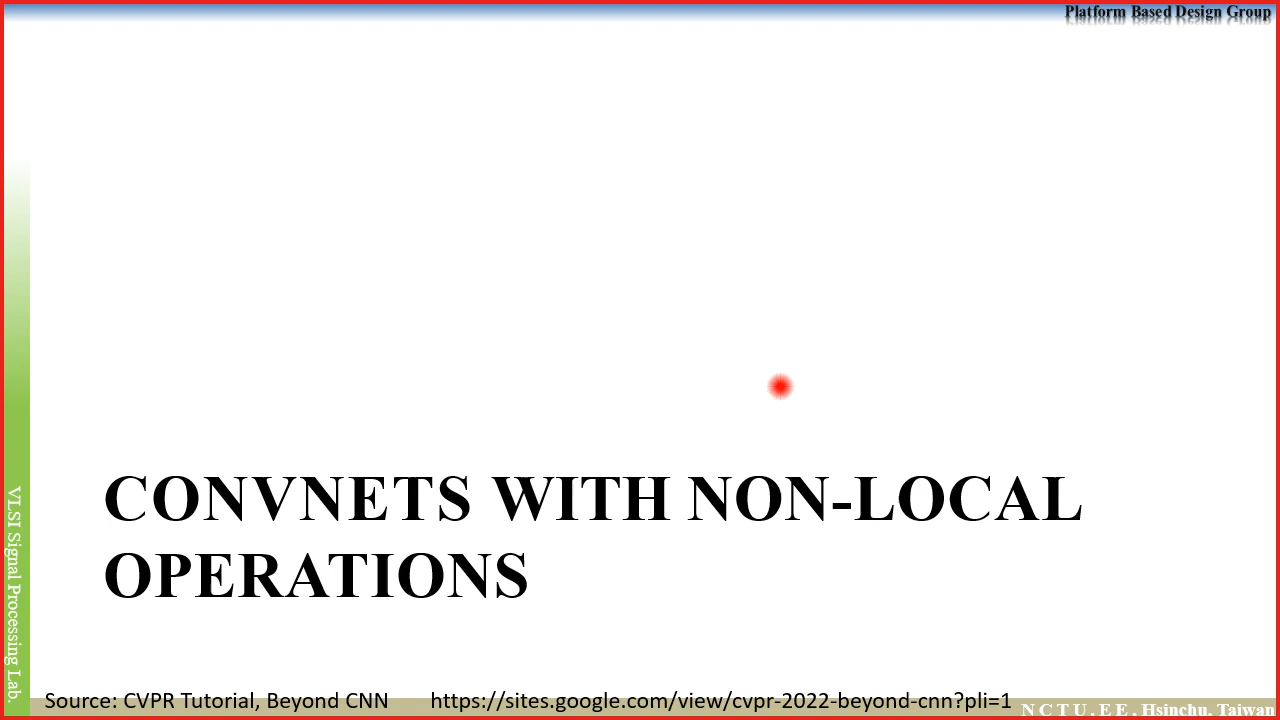 Platform Based Design Group
CONVNETS WITH NON-LOCAL
OPERATIONS
VLSI Signal Processing Lab.
Source: CVPR Tutorial, Beyond CNN https://sites.google.com/view/cvpr-2022-beyond-cnn?pli=1
N C T U . E E , Hsinchu, Taiwan